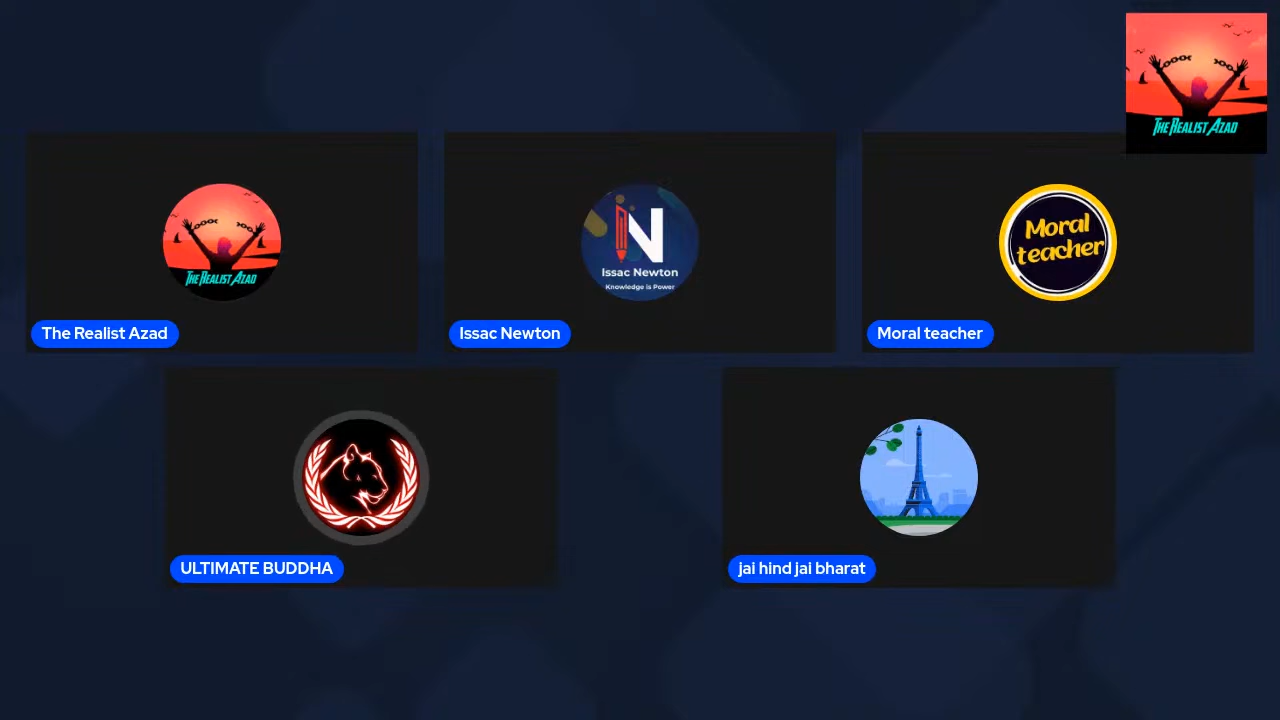 THE REALIST AZAD
THE REALIST AZAD
The Realist Azad
N
Issac Newton
Knowledge is Power
Issac Newton
Moral
teacher
Moral teacher
ULTIMATE BUDDHA
jai hind jai bharat